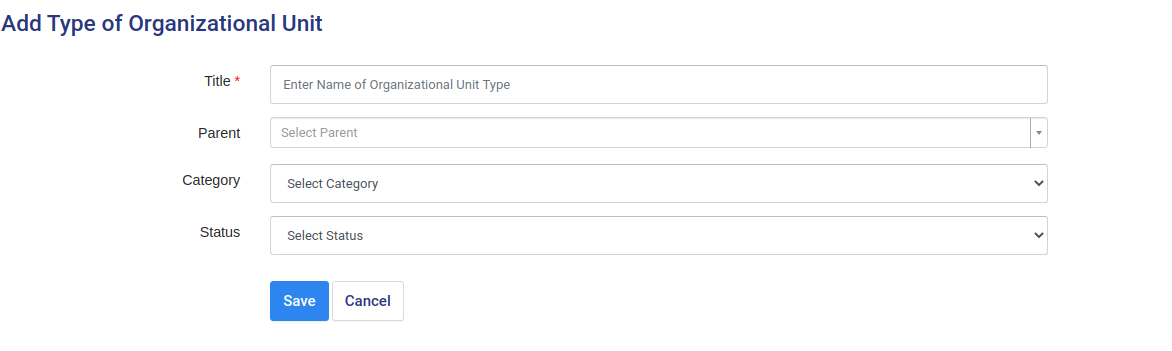 Add Type of Organizational Unit
Title *
Enter Name of Organizational Unit Type
Parent
Select Parent
Category
Select Category
Status
Select Status
Save
Cancel